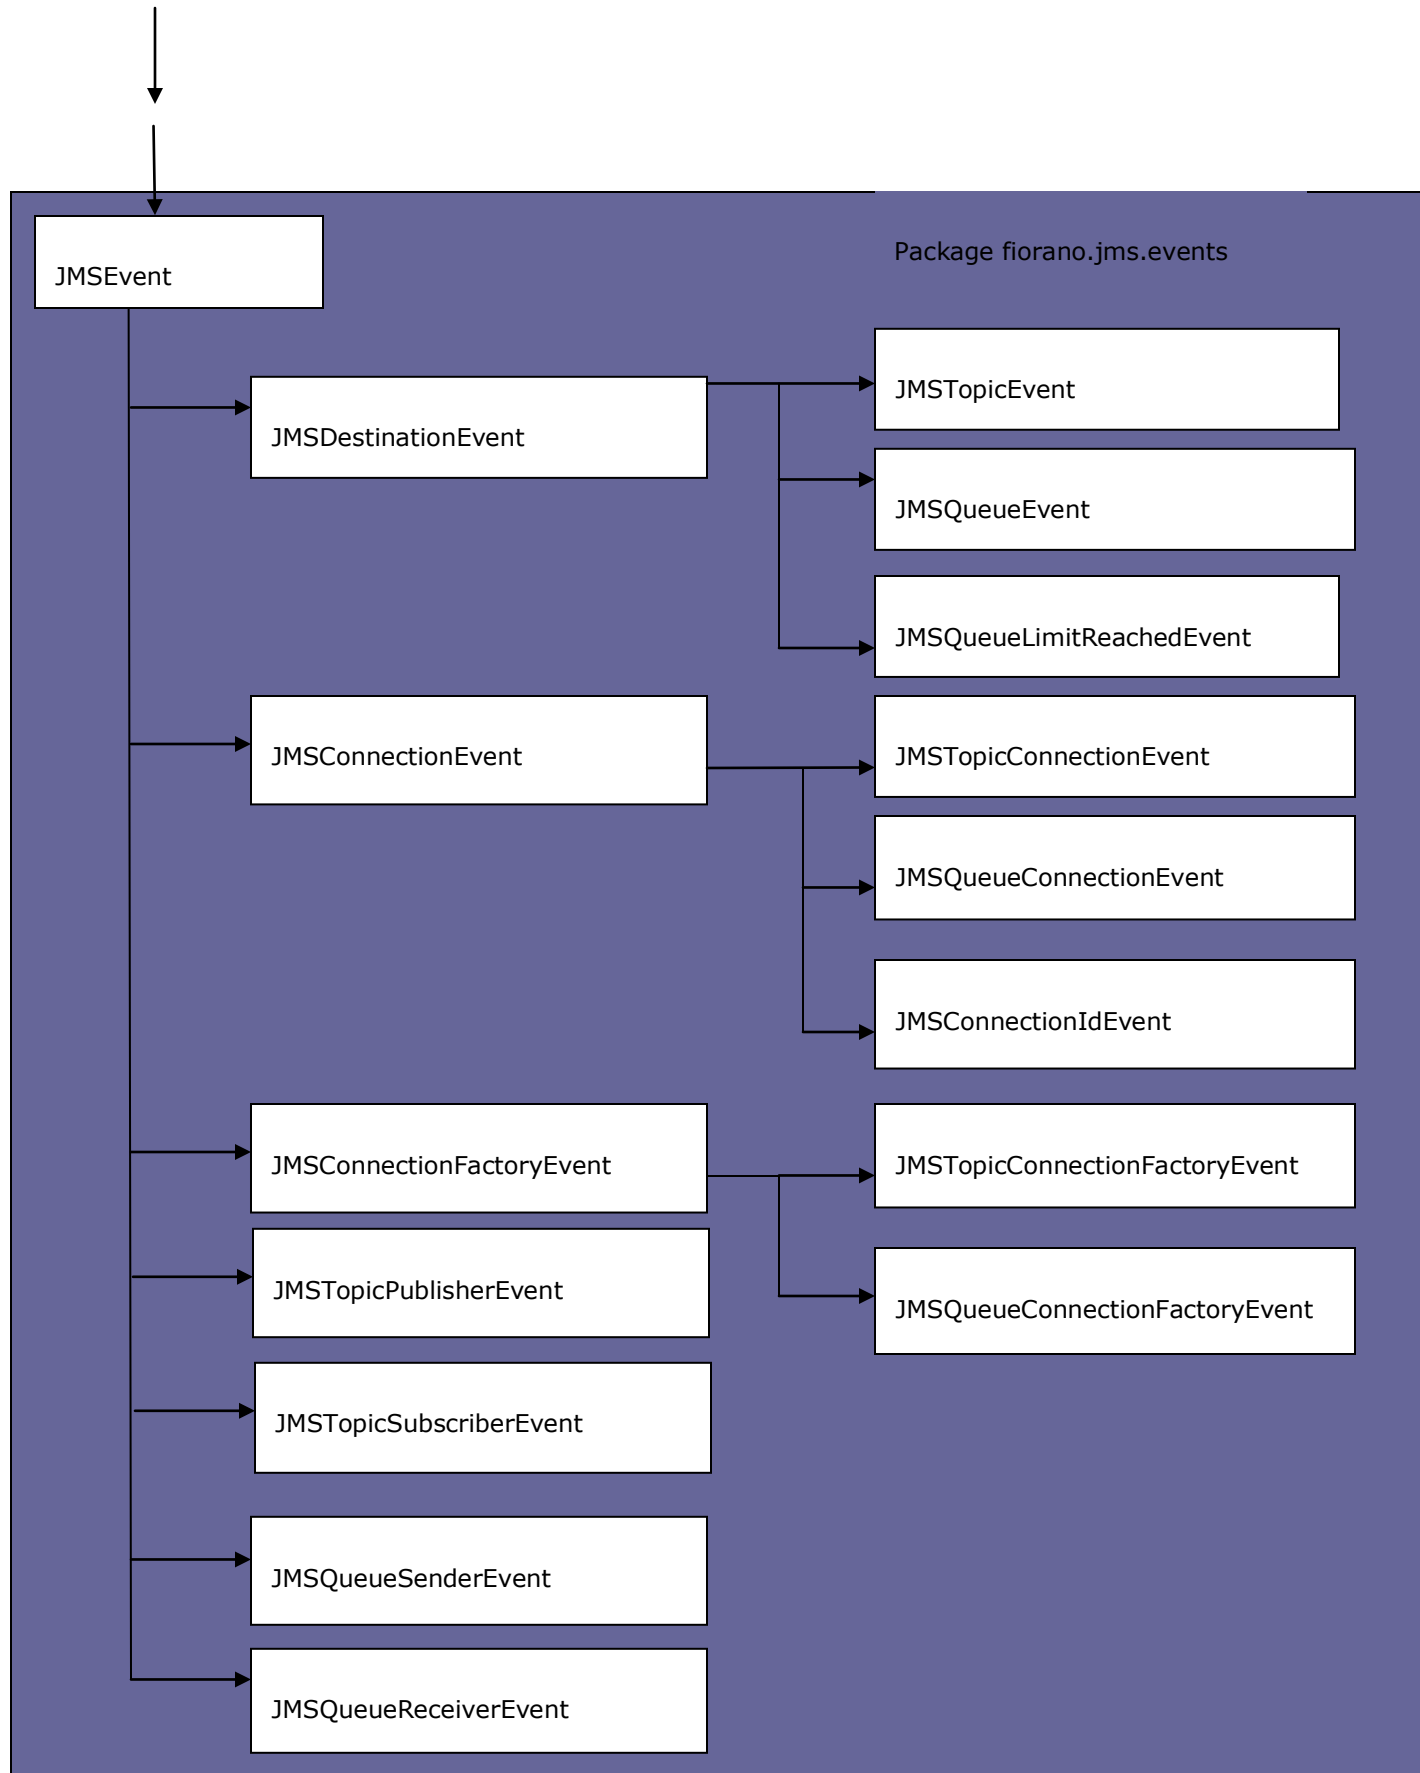 Package fiorano.jms.events
JMSEvent
JMSDestinationEvent
JMSTopicEvent
JMSQueueEvent
JMSQueueLimitReachedEvent
JMSConnectionEvent
JMSTopicConnectionEvent
JMSQueueConnectionEvent
JMSConnectionIdEvent
JMSConnectionFactoryEvent
JMSTopicConnectionFactoryEvent
JMSQueueConnectionFactoryEvent
JMSTopicPublisherEvent
JMSTopicSubscriberEvent
JMSQueueSenderEvent
JMSQueueReceiverEvent